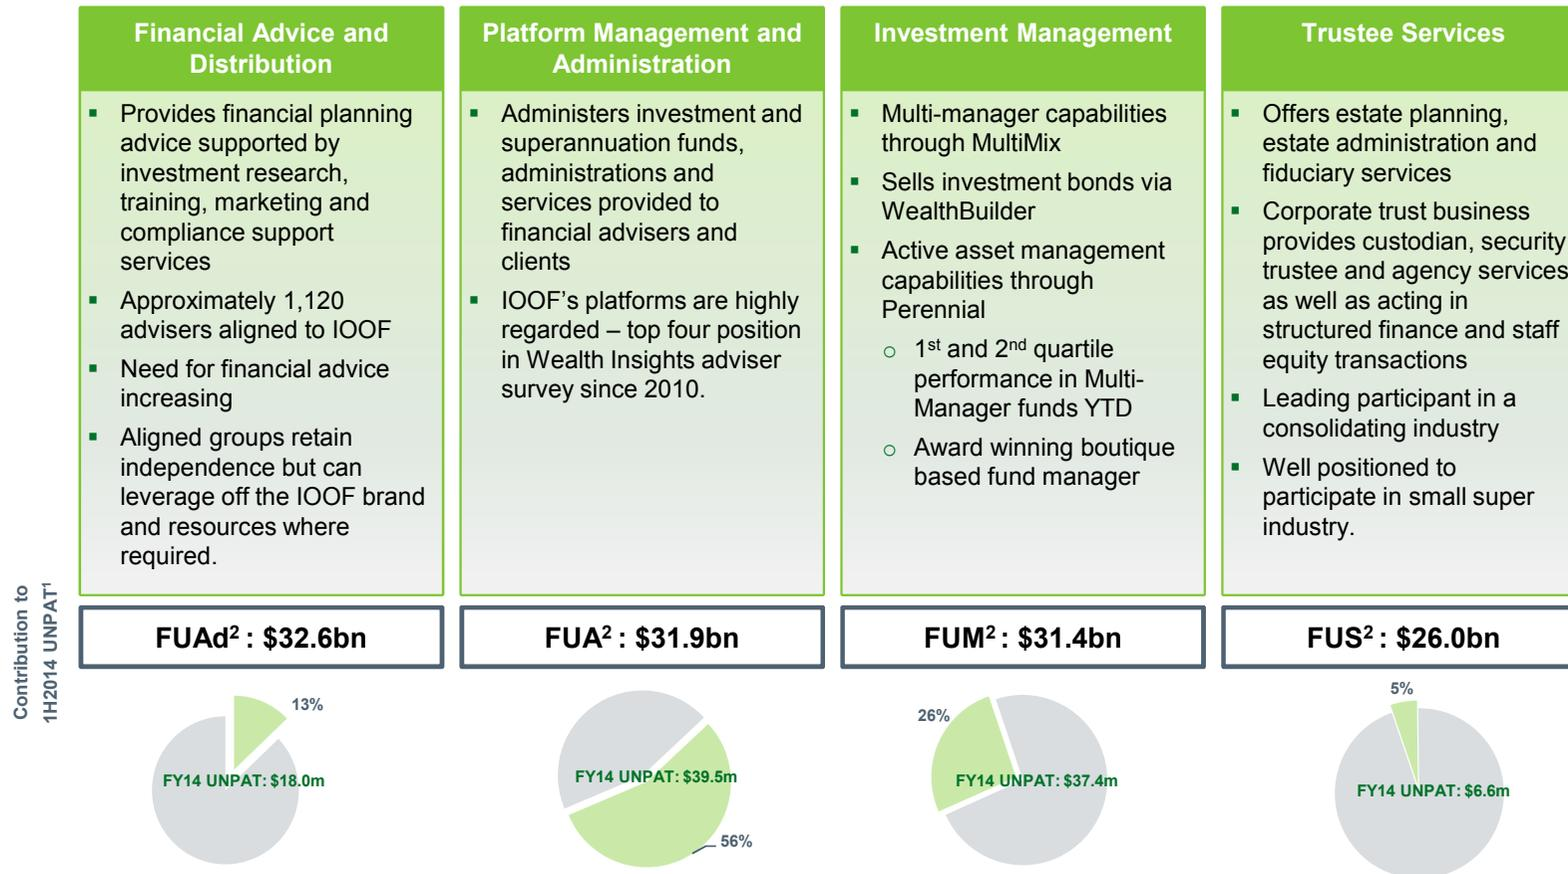 Financial Advice and
Distribution
▪ Provides financial planning
advice supported by
investment research,
training, marketing and
compliance support
services
▪ Approximately 1,120
advisers aligned to IOOF
▪ Need for financial advice
increasing
▪ Aligned groups retain
independence but can
leverage off the IOOF brand
and resources where
required.
Platform Management and
Administration
▪ Administers investment and
superannuation funds,
administrations and
services provided to
financial advisers and
clients
▪ IOOF’s platforms are highly
regarded – top four position
in Wealth Insights adviser
survey since 2010.
Investment Management
▪ Multi-manager capabilities
through MultiMix
▪ Sells investment bonds via
WealthBuilder
▪ Active asset management
capabilities through
Perennial
o 1st and 2nd quartile
performance in Multi-
Manager funds YTD
o Award winning boutique
based fund manager
Trustee Services
▪ Offers estate planning,
estate administration and
fiduciary services
▪ Corporate trust business
provides custodian, security
trustee and agency services
as well as acting in
structured finance and staff
equity transactions
▪ Leading participant in a
consolidating industry
▪ Well positioned to
participate in small super
industry.
Contribution to
1H2014 UNPAT¹
FUAd² : $32.6bn
FUA² : $31.9bn
FUM² : $31.4bn
FUS² : $26.0bn
13%
FY14 UNPAT: $18.0m
FY14 UNPAT: $39.5m
56%
26%
FY14 UNPAT: $37.4m
5%
FY14 UNPAT: $6.6m